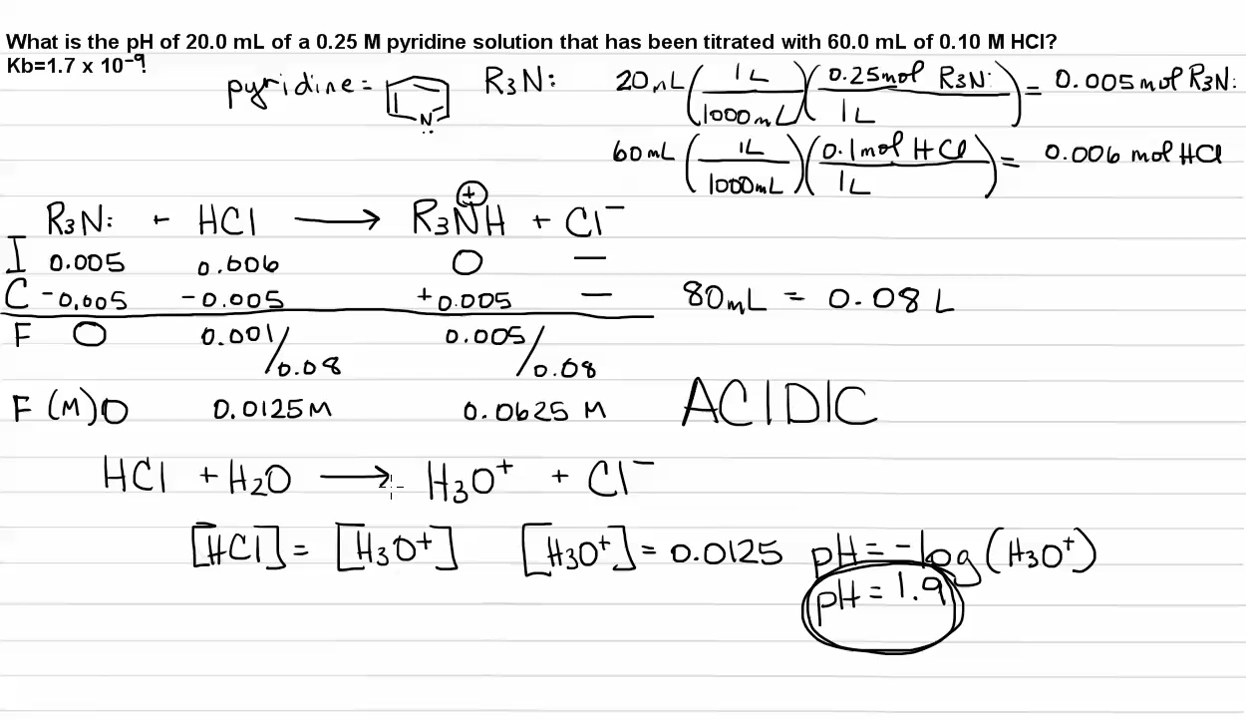 What is the pH of 20.0 mL of a 0.25 M pyridine solution that has been titrated with 60.0 mL of 0.10 M HCl?
Kb=1.7 x 10⁻⁹!
pyridine = N: R₃N:
20mL (1L/1000mL)(0.25mol R₃N:/1L) = 0.005mol R₃N:
60mL (1L/1000mL)(0.1mol HCl/1L) = 0.006 mol HCl
R₃N: + HCl ⟶ R₃N⊕H + Cl⁻
I 0.005 0.006 0 —
C -0.005 -0.005 +0.005 —
80mL = 0.08 L
F 0 0.001/0.08 0.005/0.08
F (M) 0 0.0125M 0.0625 M
ACIDIC
HCl + H₂O ⟶ H₃O⁺ + Cl⁻
[HCl] = [H₃O⁺] [H₃O⁺] = 0.0125 pH = -log(H₃O⁺)
pH = 1.9